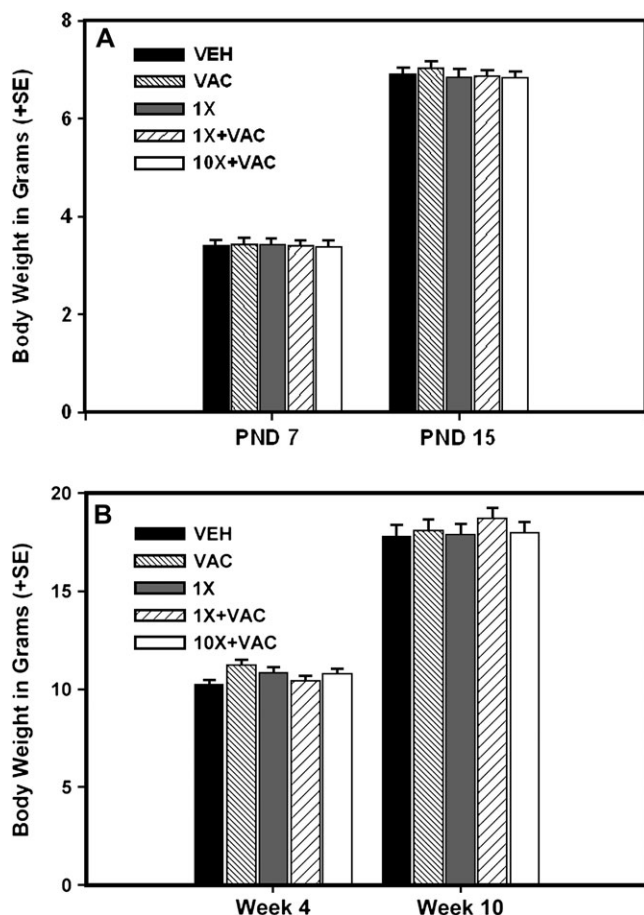 A
VEH
VAC
1X
1X+VAC
10X+VAC
Body Weight in Grams (+SE)
8
6
4
2
0
PND 7 PND 15
B
VEH
VAC
1X
1X+VAC
10X+VAC
Body Weight in Grams (+SE)
20
15
10
5
0
Week 4 Week 10